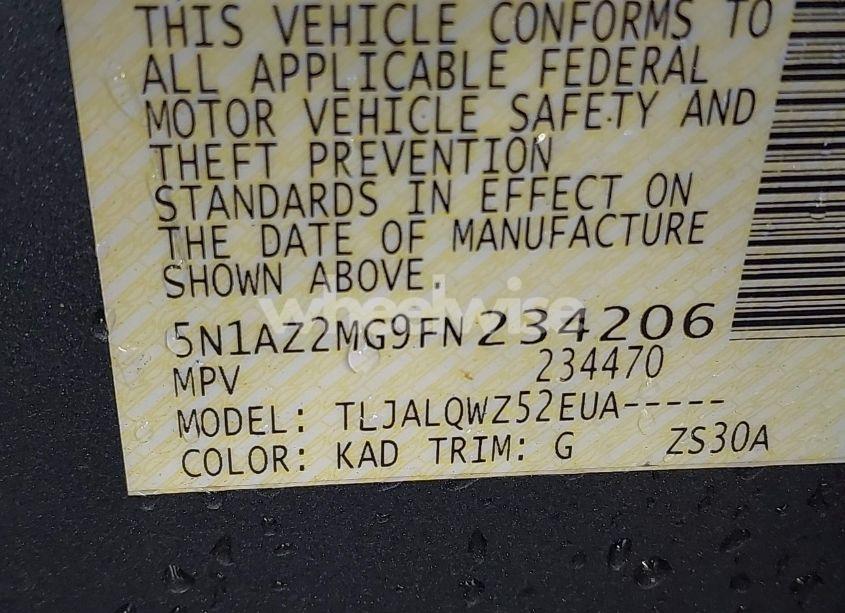 THIS VEHICLE CONFORMS TO
ALL APPLICABLE FEDERAL
MOTOR VEHICLE SAFETY AND
THEFT PREVENTION
STANDARDS IN EFFECT ON
THE DATE OF MANUFACTURE
SHOWN ABOVE.
wheelwise
5N1AZ2MG9FN234206
MPV 234470
MODEL: TLJALQWZ52EUA-----
COLOR: KAD TRIM: G ZS30A